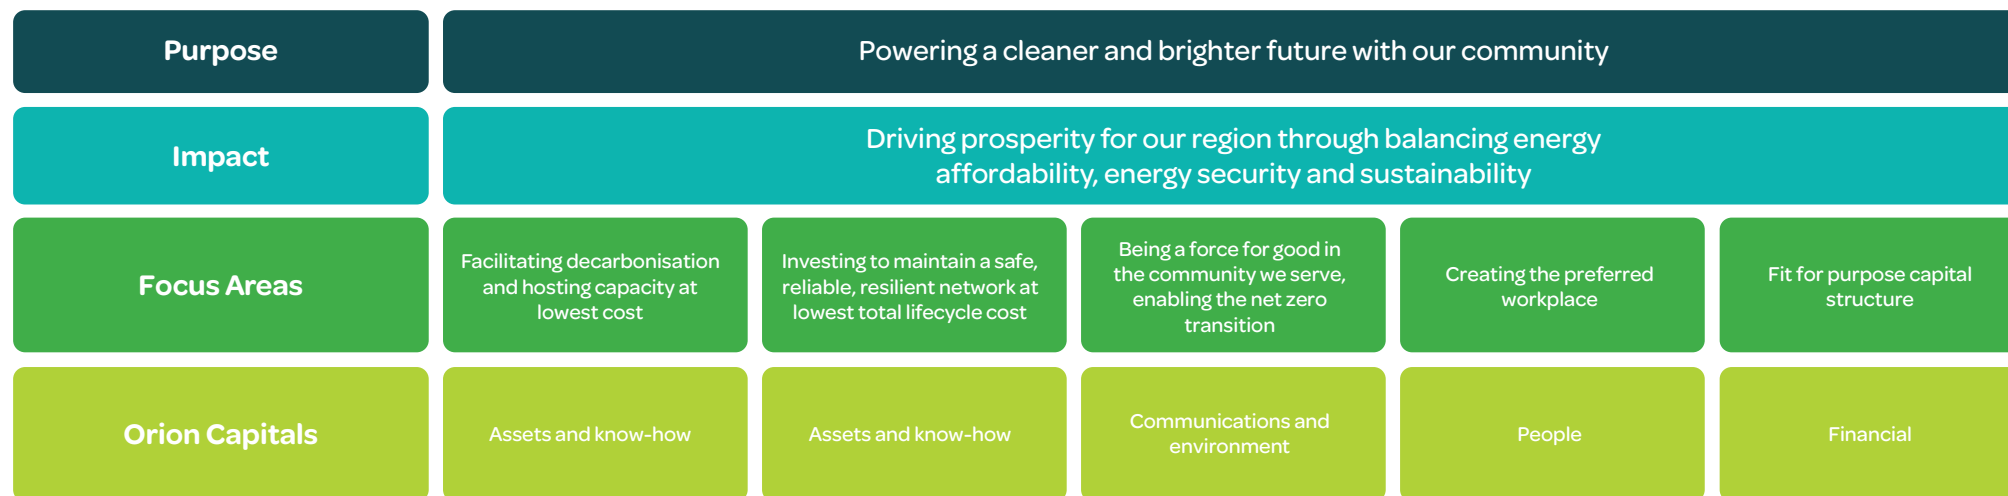 Purpose
Powering a cleaner and brighter future with our community
Impact
Driving prosperity for our region through balancing energy
affordability, energy security and sustainability
Focus Areas
Facilitating decarbonisation
and hosting capacity at
lowest cost
Investing to maintain a safe,
reliable, resilient network at
lowest total lifecycle cost
Being a force for good in
the community we serve,
enabling the net zero
transition
Creating the preferred
workplace
Fit for purpose capital
structure
Orion Capitals
Assets and know-how
Assets and know-how
Communications and
environment
People
Financial